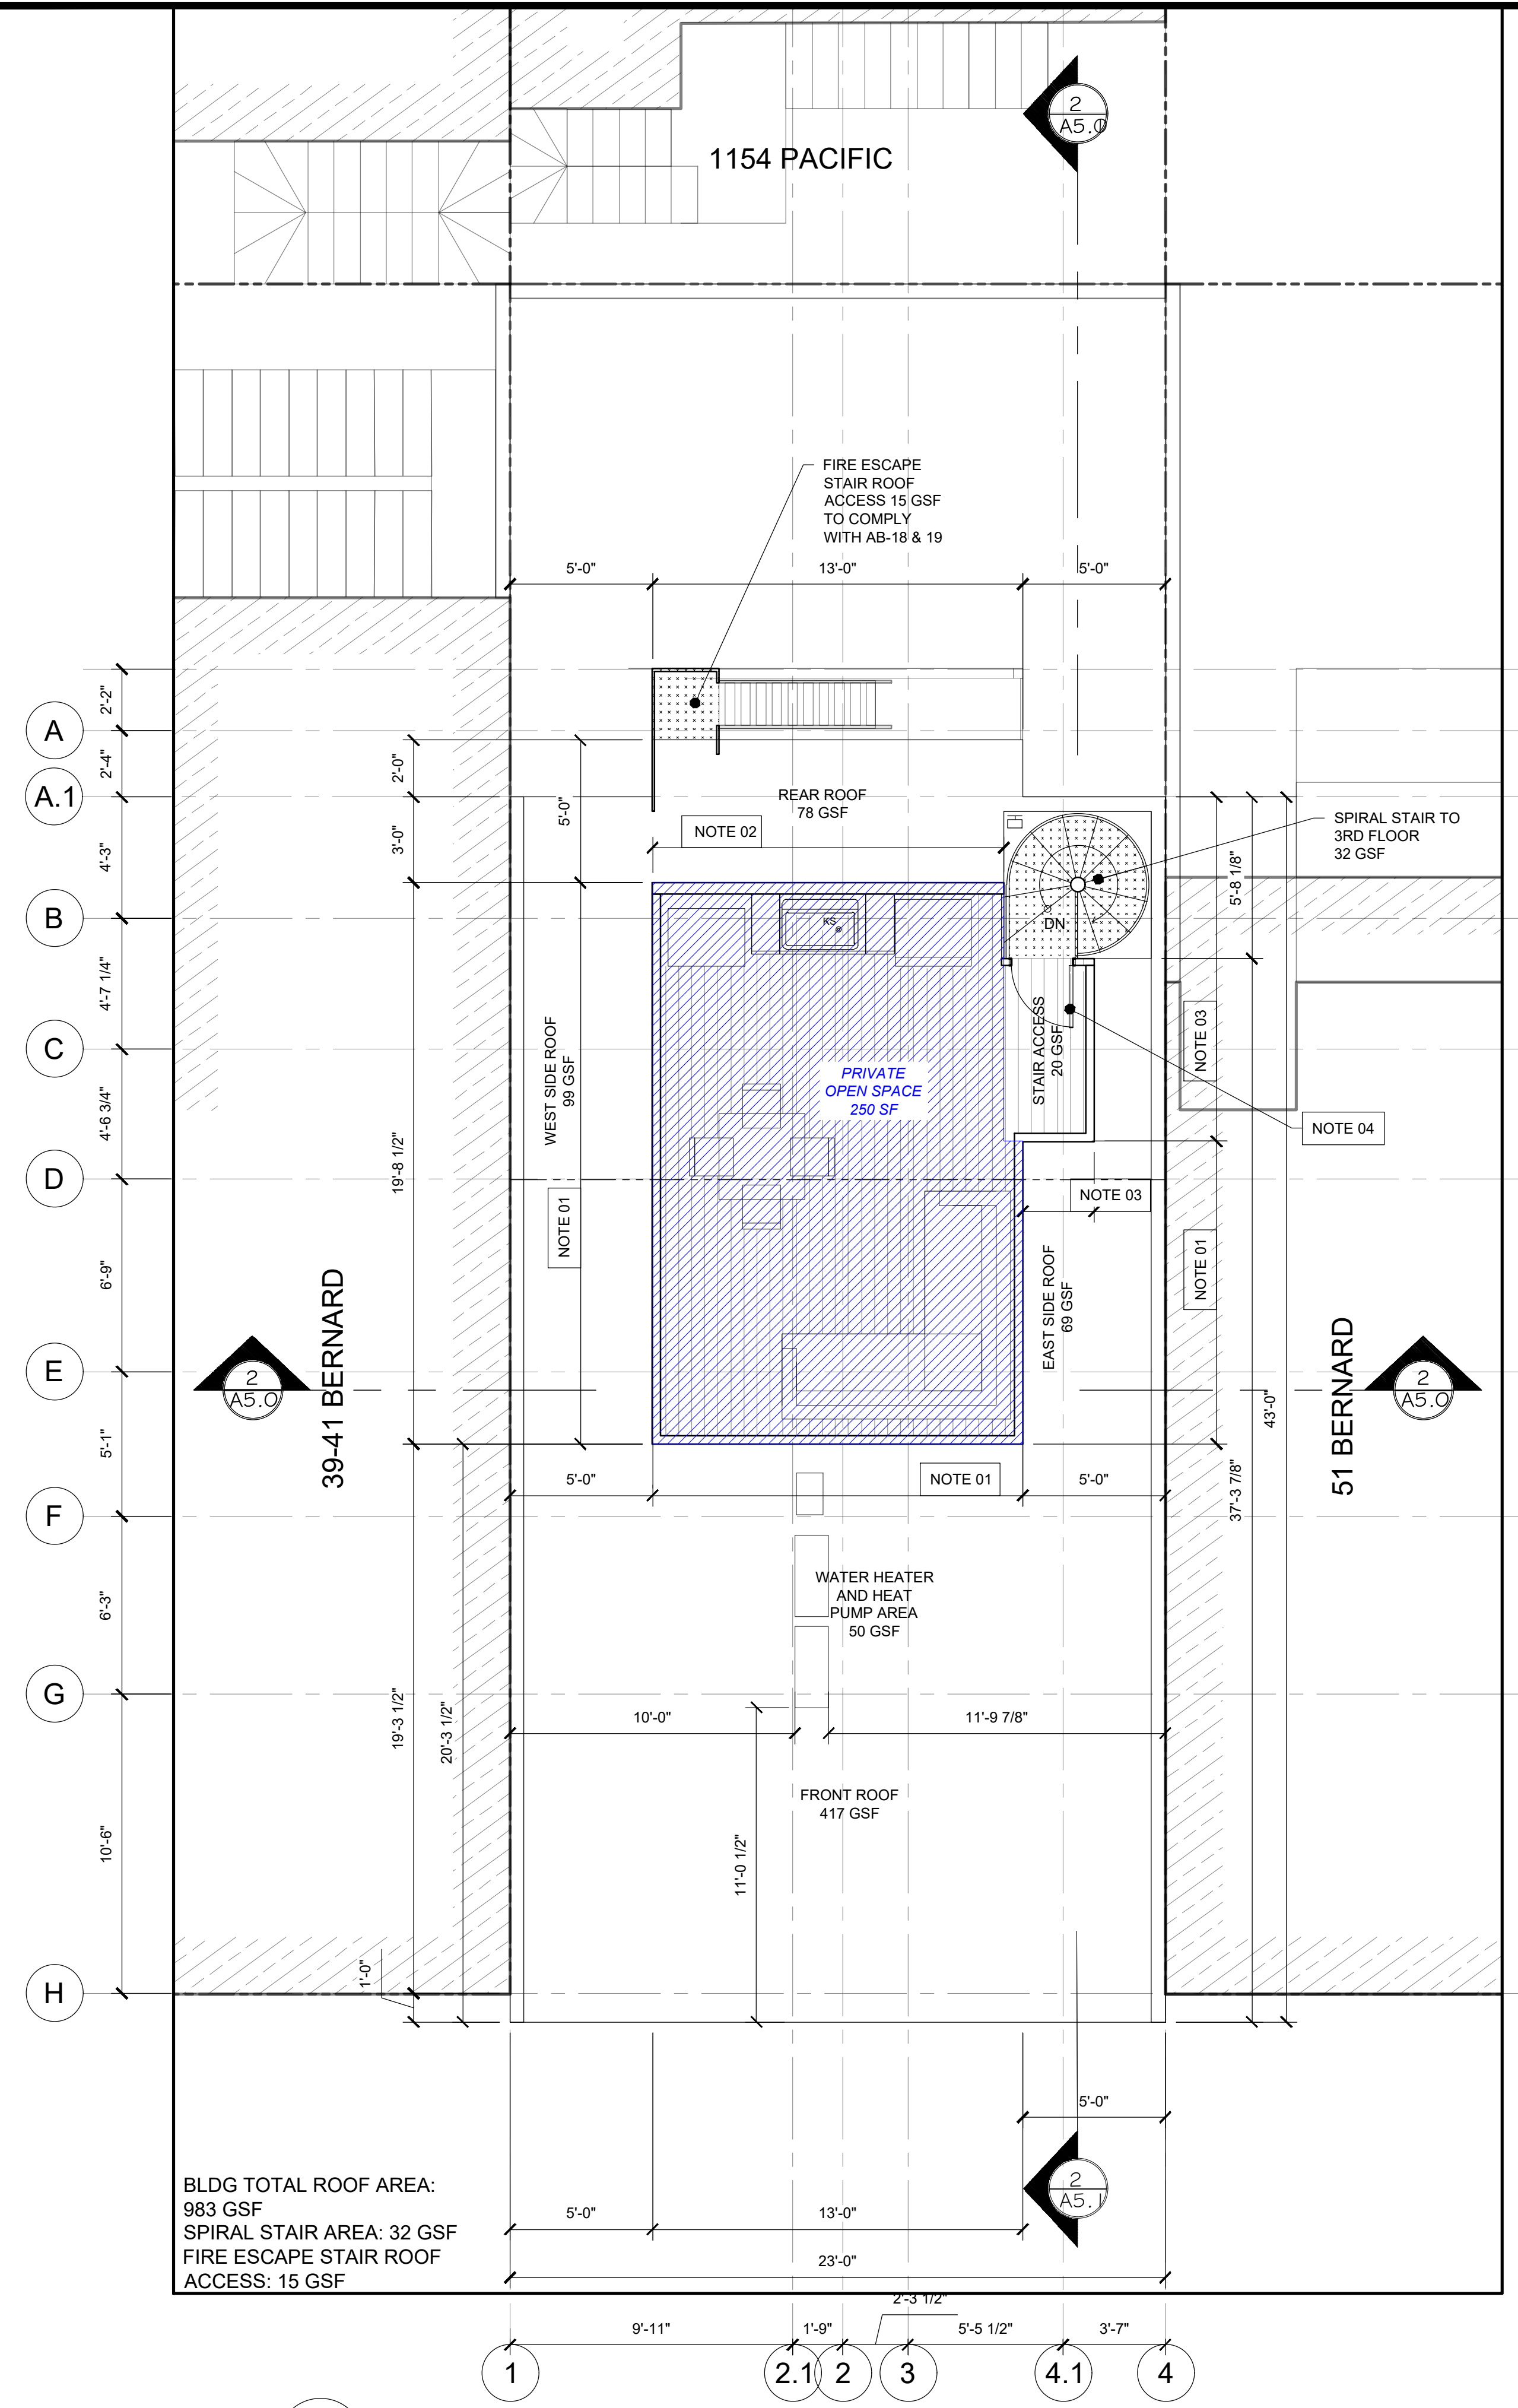 2
A5.0
1154 PACIFIC
FIRE ESCAPE
STAIR ROOF
ACCESS 15 GSF
TO COMPLY
WITH AB-18 & 19
5'-0"
13'-0"
5'-0"
2'-2"
A
2'-4"
2'-0"
A.1
5'-0"
REAR ROOF
78 GSF
NOTE 02
SPIRAL STAIR TO
3RD FLOOR
32 GSF
4'-3"
3'-0"
5'-8 1/8"
B
KS
DN
4'-7 1/4"
C
WEST SIDE ROOF
99 GSF
STAIR ACCESS
20 GSF
NOTE 03
PRIVATE
OPEN SPACE
250 SF
4'-6 3/4"
NOTE 04
19'-8 1/2"
D
NOTE 03
NOTE 01
NOTE 01
6'-9"
EAST SIDE ROOF
69 GSF
39-41 BERNARD
51 BERNARD
E
2
A5.0
2
A5.0
43'-0"
5'-1"
5'-0"
NOTE 01
5'-0"
37'-3 7/8"
F
WATER HEATER
AND HEAT
PUMP AREA
50 GSF
6'-3"
G
19'-3 1/2"
20'-3 1/2"
10'-0"
11'-9 7/8"
FRONT ROOF
417 GSF
10'-6"
11'-0 1/2"
1'-0"
H
5'-0"
BLDG TOTAL ROOF AREA:
983 GSF
SPIRAL STAIR AREA: 32 GSF
FIRE ESCAPE STAIR ROOF
ACCESS: 15 GSF
2
A5.1
5'-0"
13'-0"
23'-0"
2'-3 1/2"
9'-11"
1'-9"
5'-5 1/2"
3'-7"
1
2.1
2
3
4.1
4